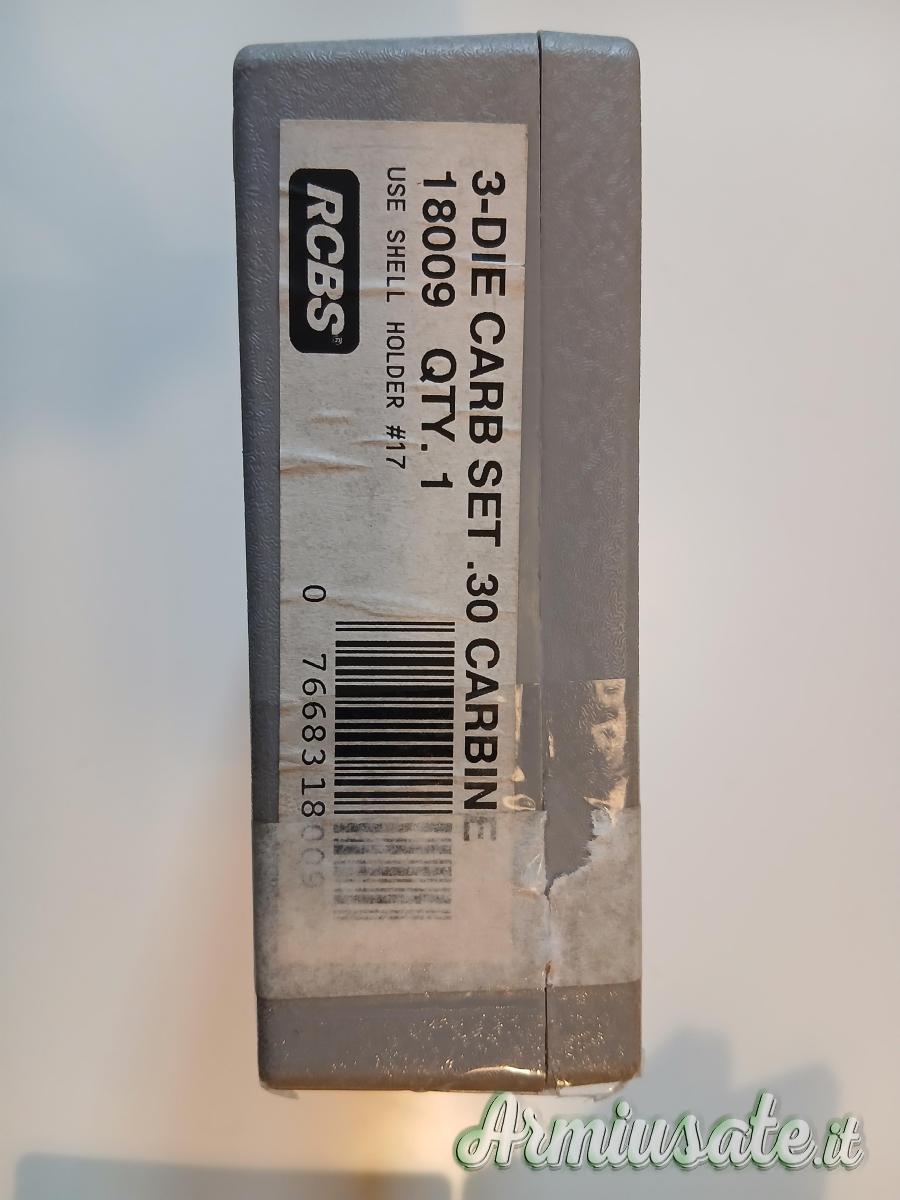 3-DIE CARB SET .30 CARBINE
18009 QTY. 1
USE SHELL HOLDER #17
RCBS
0 76683 18009
Armiusate.it